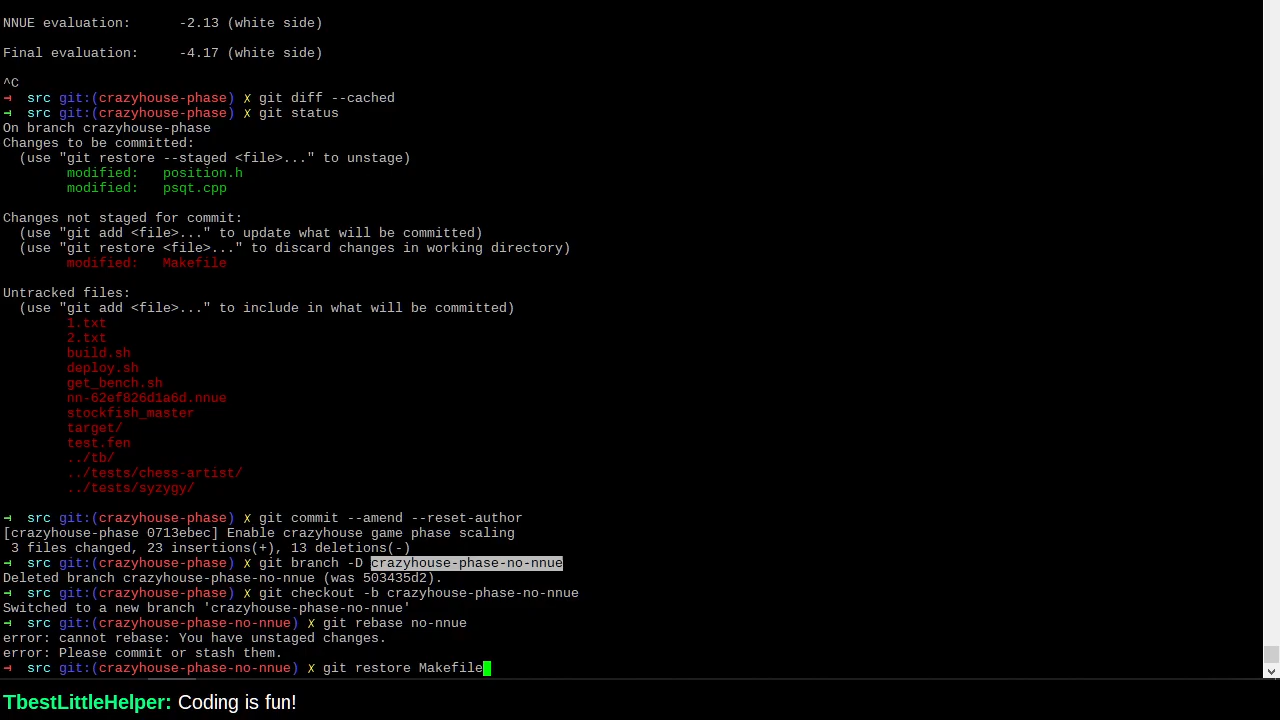 NNUE evaluation:      -2.13 (white side)
Final evaluation:     -4.17 (white side)
^C
→  src git:(crazyhouse-phase) ✗ git diff --cached
→  src git:(crazyhouse-phase) ✗ git status
On branch crazyhouse-phase
Changes to be committed:
  (use "git restore --staged <file>..." to unstage)
        modified:   position.h
        modified:   psqt.cpp
Changes not staged for commit:
  (use "git add <file>..." to update what will be committed)
  (use "git restore <file>..." to discard changes in working directory)
        modified:   Makefile
Untracked files:
  (use "git add <file>..." to include in what will be committed)
        1.txt
        2.txt
        build.sh
        deploy.sh
        get_bench.sh
        nn-62ef826d1a6d.nnue
        stockfish_master
        target/
        test.fen
        ../tb/
        ../tests/chess-artist/
        ../tests/syzygy/
→  src git:(crazyhouse-phase) ✗ git commit --amend --reset-author
[crazyhouse-phase 0713ebec] Enable crazyhouse game phase scaling
 3 files changed, 23 insertions(+), 13 deletions(-)
→  src git:(crazyhouse-phase) ✗ git branch -D crazyhouse-phase-no-nnue
Deleted branch crazyhouse-phase-no-nnue (was 503435d2).
→  src git:(crazyhouse-phase) ✗ git checkout -b crazyhouse-phase-no-nnue
Switched to a new branch 'crazyhouse-phase-no-nnue'
→  src git:(crazyhouse-phase-no-nnue) ✗ git rebase no-nnue
error: cannot rebase: You have unstaged changes.
error: Please commit or stash them.
→  src git:(crazyhouse-phase-no-nnue) ✗ git restore Makefile
TbestLittleHelper: Coding is fun!